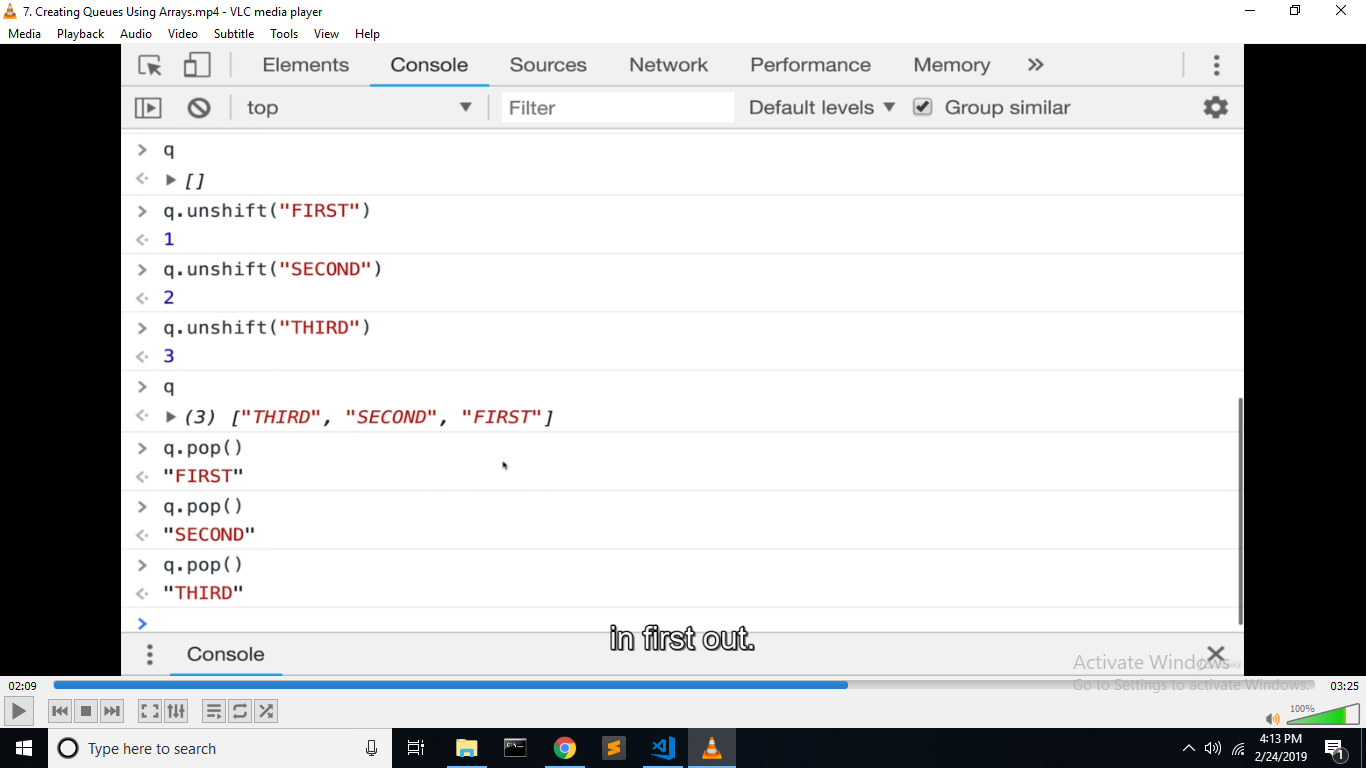 7. Creating Queues Using Arrays.mp4 - VLC media player
Media Playback Audio Video Subtitle Tools View Help
Elements Console Sources Network Performance Memory »
top Filter Default levels Group similar
> q
[]
> q.unshift("FIRST")
1
> q.unshift("SECOND")
2
> q.unshift("THIRD")
3
> q
(3) ["THIRD", "SECOND", "FIRST"]
> q.pop()
"FIRST"
> q.pop()
"SECOND"
> q.pop()
"THIRD"
>
in first out.
Console
Activate Windows
Go to Settings to activate Windows.
02:09 03:25
100%
Type here to search
4:13 PM
2/24/2019
1